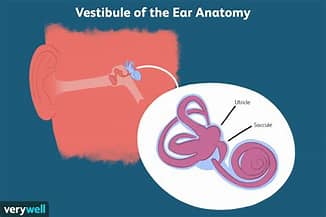 Vestibule of the Ear Anatomy
Utricle
Saccule
verywell